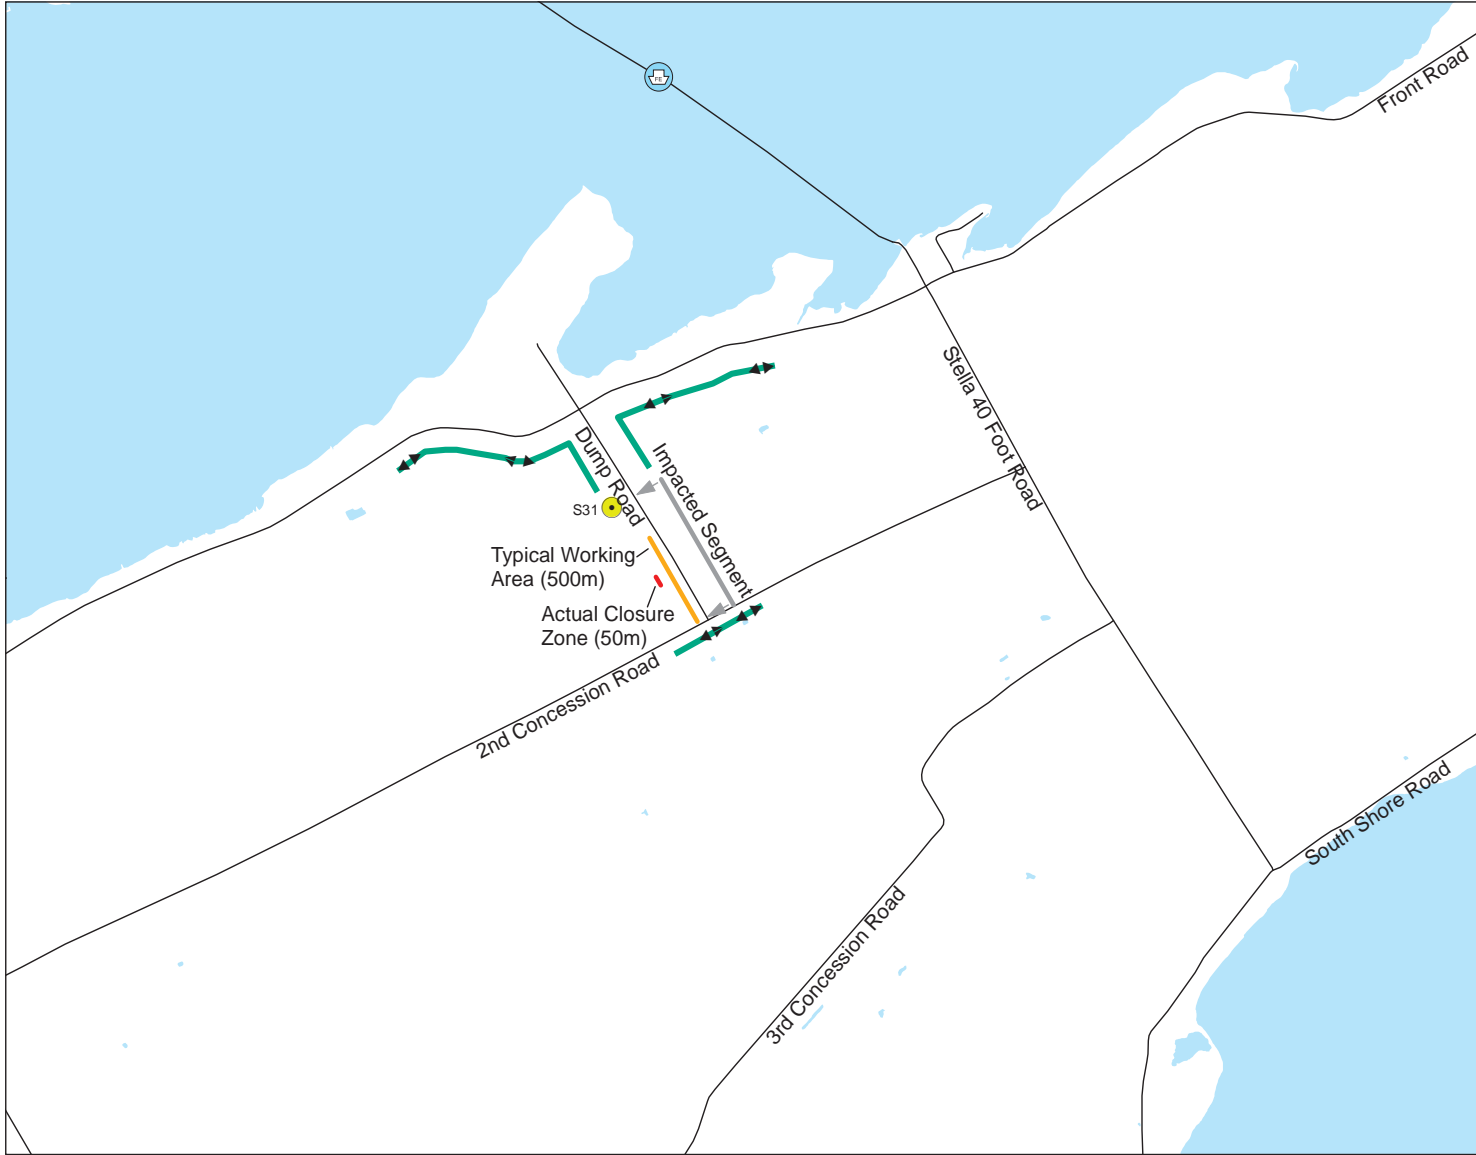 FE
Front Road
Stella 40 Foot Road
Dump Road
Impacted Segment
S31
Typical Working
Area (500m)
Actual Closure
Zone (50m)
2nd Concession Road
South Shore Road
3rd Concession Road